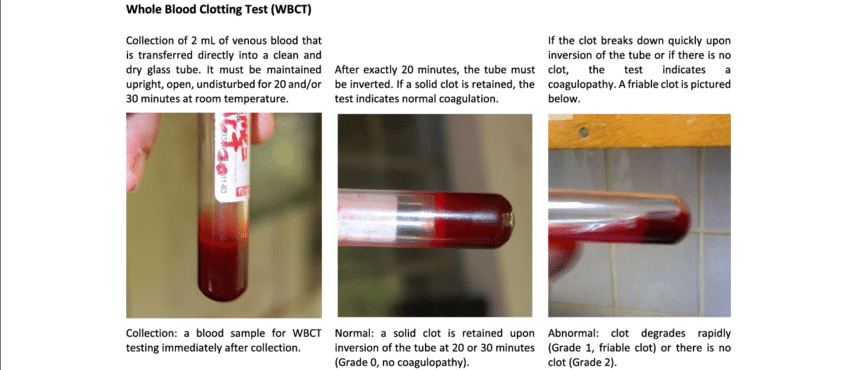 Whole Blood Clotting Test (WBCT)
Collection of 2 mL of venous blood that
is transferred directly into a clean and
dry glass tube. It must be maintained
upright, open, undisturbed for 20 and/or
30 minutes at room temperature.
After exactly 20 minutes, the tube must
be inverted. If a solid clot is retained, the
test indicates normal coagulation.
If the clot breaks down quickly upon
inversion of the tube or if there is no
clot, the test indicates a
coagulopathy. A friable clot is pictured
below.
Collection: a blood sample for WBCT
testing immediately after collection.
Normal: a solid clot is retained upon
inversion of the tube at 20 or 30 minutes
(Grade 0, no coagulopathy).
Abnormal: clot degrades rapidly
(Grade 1, friable clot) or there is no
clot (Grade 2).